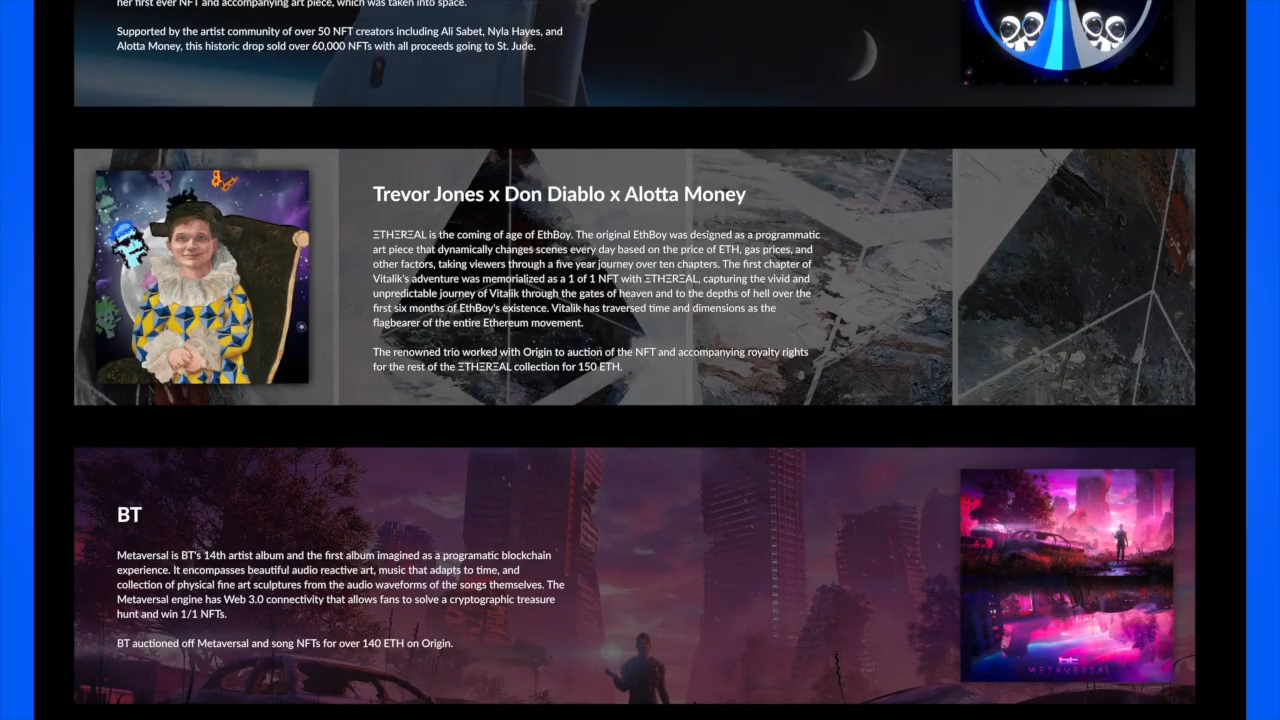 her first ever NFT and accompanying art piece, which was taken into space.
Supported by the artist community of over 50 NFT creators including Ali Sabet, Nyla Hayes, and
Alotta Money, this historic drop sold over 60,000 NFTs with all proceeds going to St. Jude.
Trevor Jones x Don Diablo x Alotta Money
ΞTHΞRΞAL is the coming of age of EthBoy. The original EthBoy was designed as a programmatic
art piece that dynamically changes scenes every day based on the price of ETH, gas prices, and
other factors, taking viewers through a five year journey over ten chapters. The first chapter of
Vitalik's adventure was memorialized as a 1 of 1 NFT with ΞTHΞRΞAL, capturing the vivid and
unpredictable journey of Vitalik through the gates of heaven and to the depths of hell over the
first six months of EthBoy's existence. Vitalik has traversed time and dimensions as the
flagbearer of the entire Ethereum movement.
The renowned trio worked with Origin to auction of the NFT and accompanying royalty rights
for the rest of the ΞTHΞRΞAL collection for 150 ETH.
BT
Metaversal is BT's 14th artist album and the first album imagined as a programatic blockchain
experience. It encompasses beautiful audio reactive art, music that adapts to time, and
collection of physical fine art sculptures from the audio waveforms of the songs themselves. The
Metaversal engine has Web 3.0 connectivity that allows fans to solve a cryptographic treasure
hunt and win 1/1 NFTs.
BT auctioned off Metaversal and song NFTs for over 140 ETH on Origin.
bt
METAVERSAL